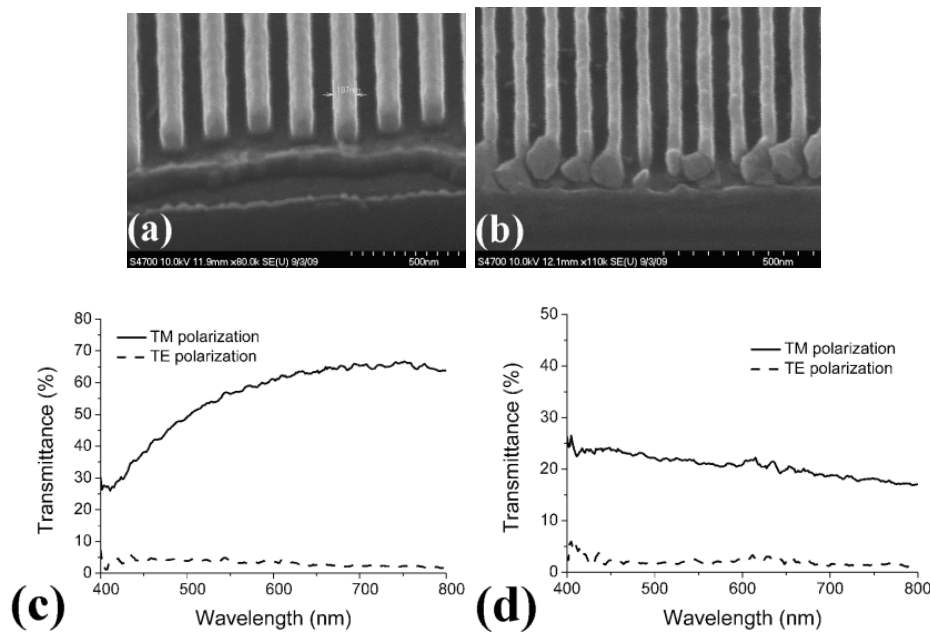 107nm
(a)
S4700 10.0kV 11.9mm x80.0k SE(U) 9/3/09
500nm
(b)
S4700 10.0kV 12.1mm x110k SE(U) 9/3/09
500nm
80
70
60
50
40
30
20
10
0
Transmittance (%)
TM polarization
TE polarization
400 500 600 700 800
Wavelength (nm)
(c)
50
40
30
20
10
0
Transmittance (%)
TM polarization
TE polarization
400 500 600 700 800
Wavelength (nm)
(d)